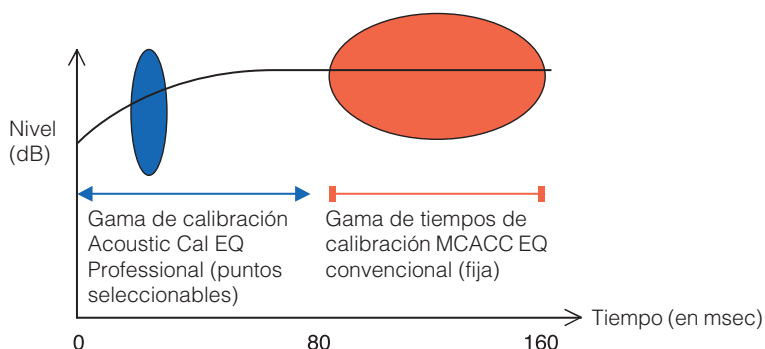 Nivel
(dB)
Gama de calibración
Acoustic Cal EQ
Professional (puntos
seleccionables)
Gama de tiempos de
calibración MCACC EQ
convencional (fija)
Tiempo (en msec)
0
80
160